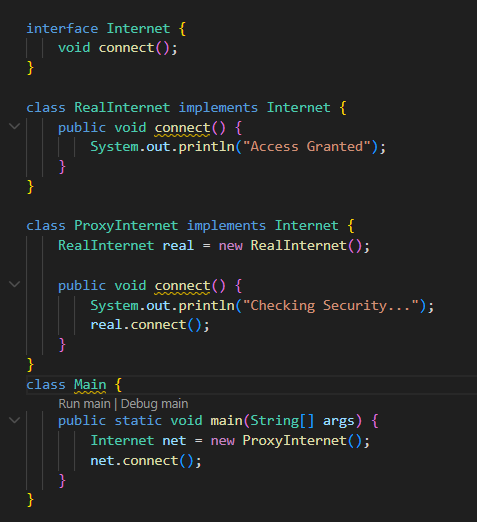 interface Internet {
    void connect();
}

class RealInternet implements Internet {
    public void connect() {
        System.out.println("Access Granted");
    }
}

class ProxyInternet implements Internet {
    RealInternet real = new RealInternet();

    public void connect() {
        System.out.println("Checking Security...");
        real.connect();
    }
}
class Main {
    Run main | Debug main
    public static void main(String[] args) {
        Internet net = new ProxyInternet();
        net.connect();
    }
}